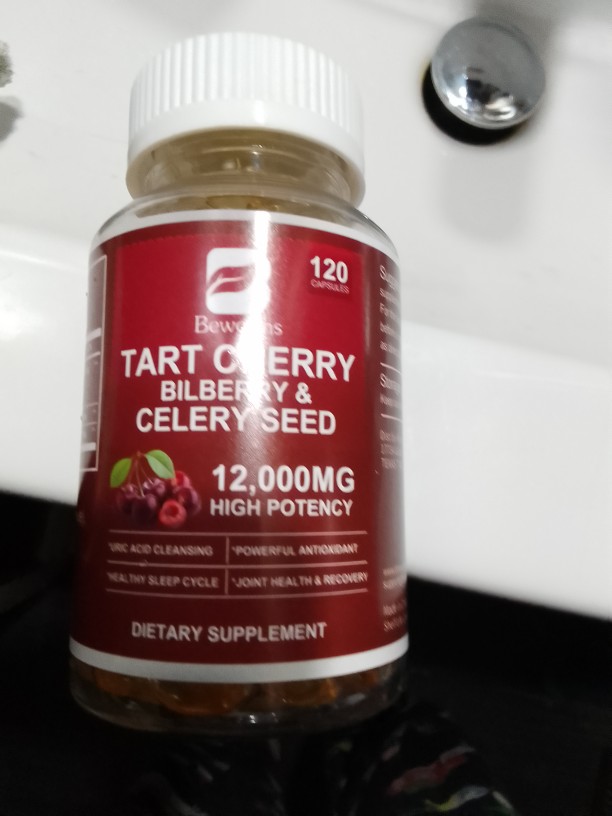 120
CAPSULES
TART CHERRY
BILBERRY &
CELERY SEED
12,000MG
HIGH POTENCY
*URIC ACID CLEANSING
*POWERFUL ANTIOXIDANT
*HEALTHY SLEEP CYCLE
*JOINT HEALTH & RECOVERY
DIETARY SUPPLEMENT